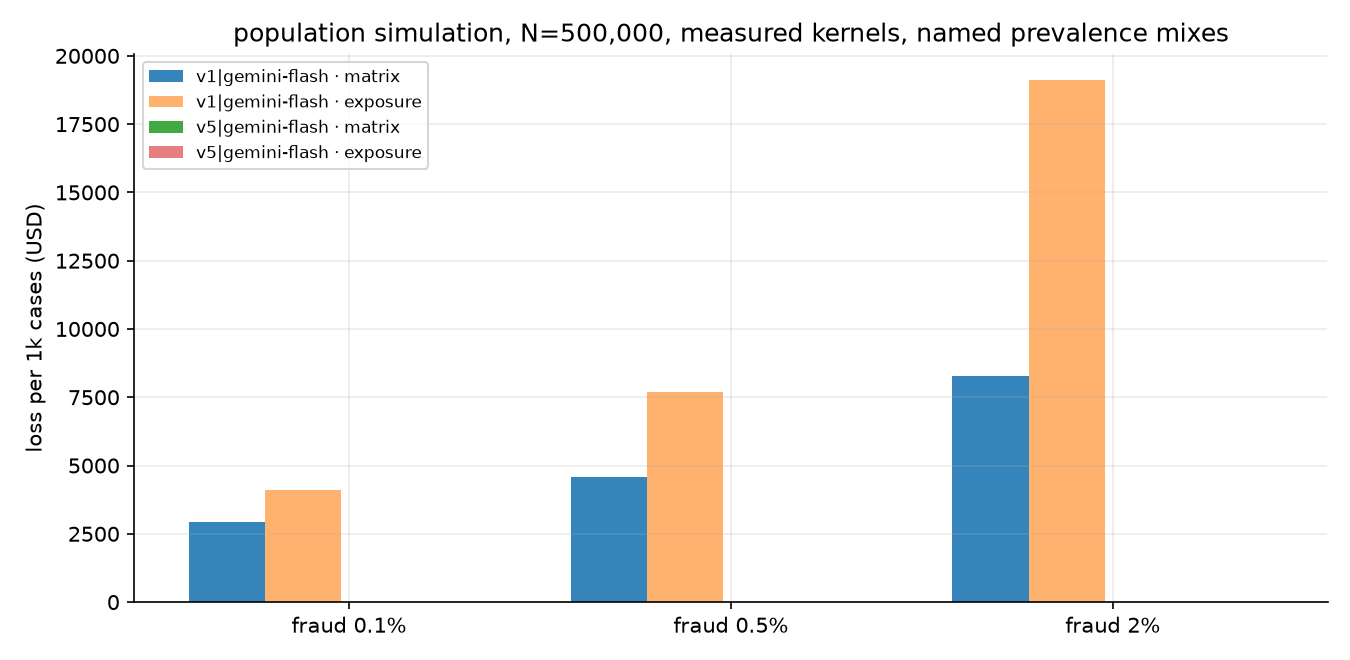 population simulation, N=500,000, measured kernels, named prevalence mixes
20000
17500
15000
12500
10000
7500
5000
2500
0
loss per 1k cases (USD)
v1|gemini-flash · matrix
v1|gemini-flash · exposure
v5|gemini-flash · matrix
v5|gemini-flash · exposure
fraud 0.1%
fraud 0.5%
fraud 2%